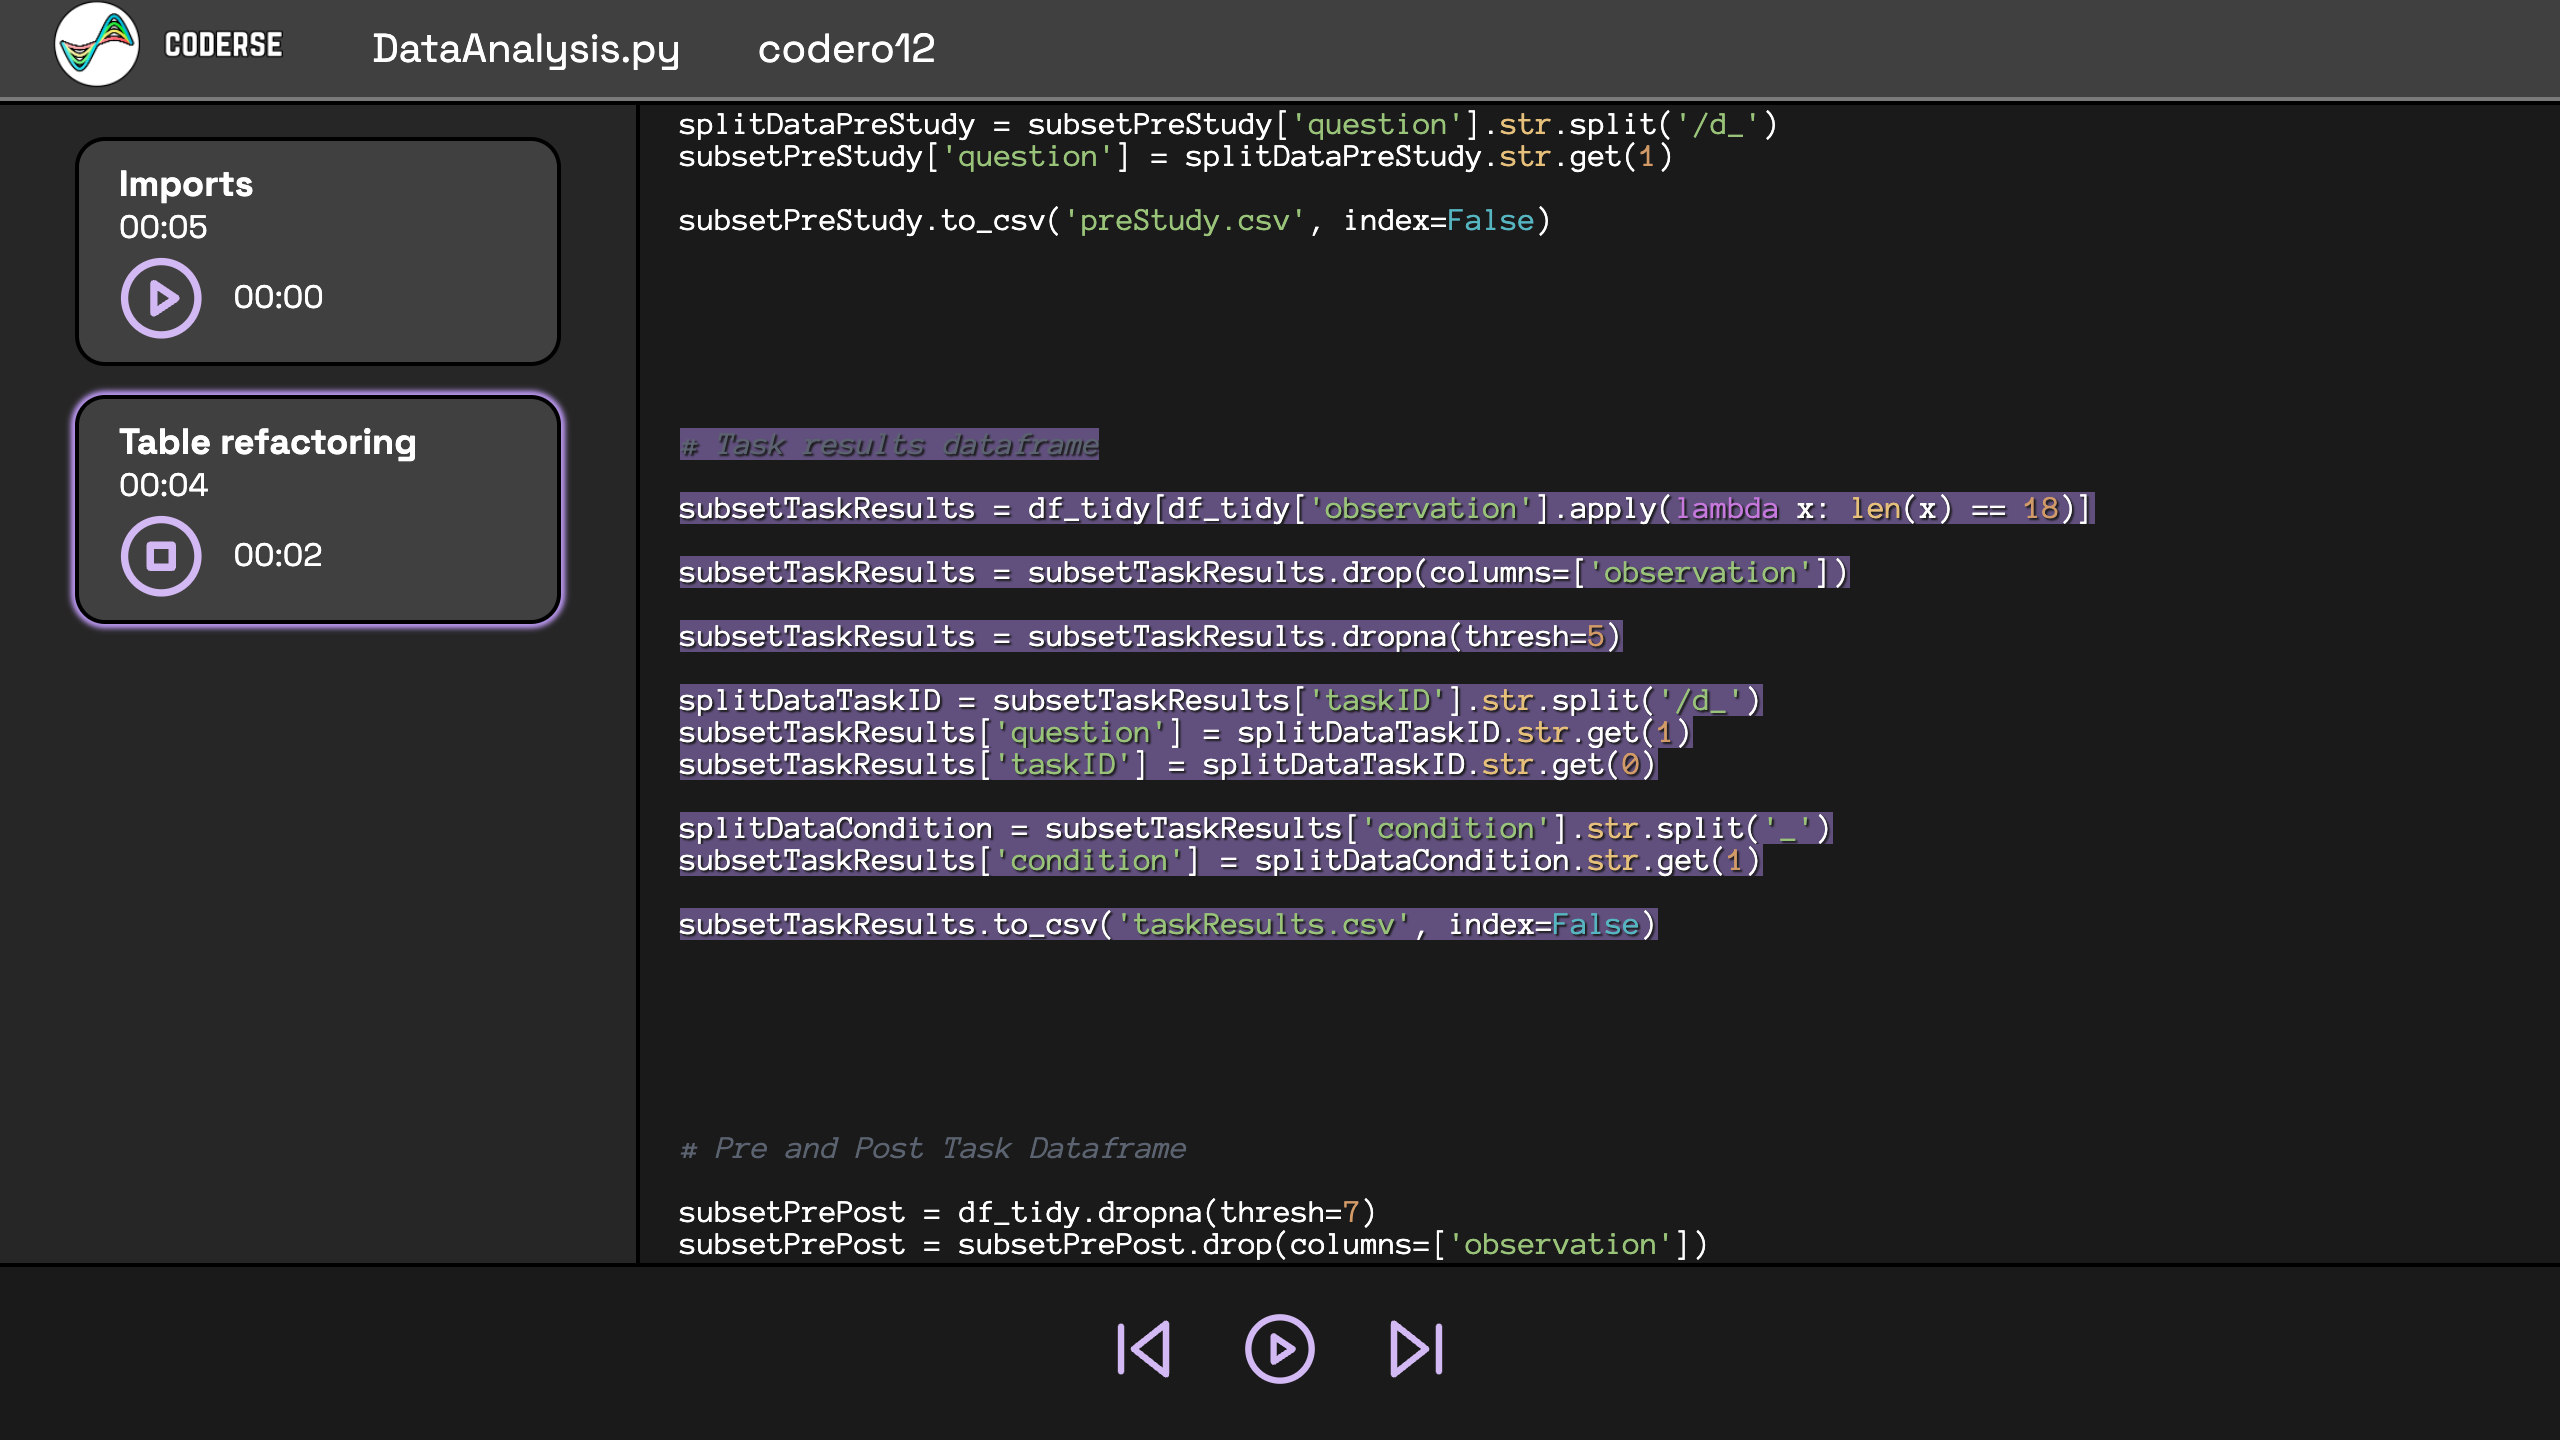 CODERSE
DataAnalysis.py
codero12
Imports
00:05
00:00
Table refactoring
00:04
00:02
splitDataPreStudy = subsetPreStudy['question'].str.split('/d_')
subsetPreStudy['question'] = splitDataPreStudy.str.get(1)
subsetPreStudy.to_csv('preStudy.csv', index=False)
# Task results dataframe
subsetTaskResults = df_tidy[df_tidy['observation'].apply(lambda x: len(x) == 18)]
subsetTaskResults = subsetTaskResults.drop(columns=['observation'])
subsetTaskResults = subsetTaskResults.dropna(thresh=5)
splitDataTaskID = subsetTaskResults['taskID'].str.split('/d_')
subsetTaskResults['question'] = splitDataTaskID.str.get(1)
subsetTaskResults['taskID'] = splitDataTaskID.str.get(0)
splitDataCondition = subsetTaskResults['condition'].str.split('_')
subsetTaskResults['condition'] = splitDataCondition.str.get(1)
subsetTaskResults.to_csv('taskResults.csv', index=False)
# Pre and Post Task Dataframe
subsetPrePost = df_tidy.dropna(thresh=7)
subsetPrePost = subsetPrePost.drop(columns=['observation'])